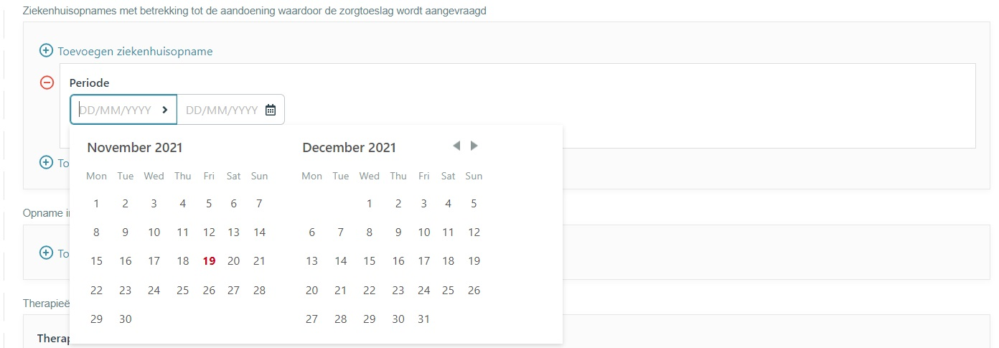 Ziekenhuisopnames met betrekking tot de aandoening waardoor de zorgtoeslag wordt aangevraagd
Toevoegen ziekenhuisopname
Periode
DD/MM/YYYY DD/MM/YYYY
November 2021 December 2021
Mon Tue Wed Thu Fri Sat Sun Mon Tue Wed Thu Fri Sat Sun
1 2 3 4 5 6 7 1 2 3 4 5
8 9 10 11 12 13 14 6 7 8 9 10 11 12
15 16 17 18 19 20 21 13 14 15 16 17 18 19
22 23 24 25 26 27 28 20 21 22 23 24 25 26
29 30 27 28 29 30 31
To
Opname i
To
Therapieë
Therap